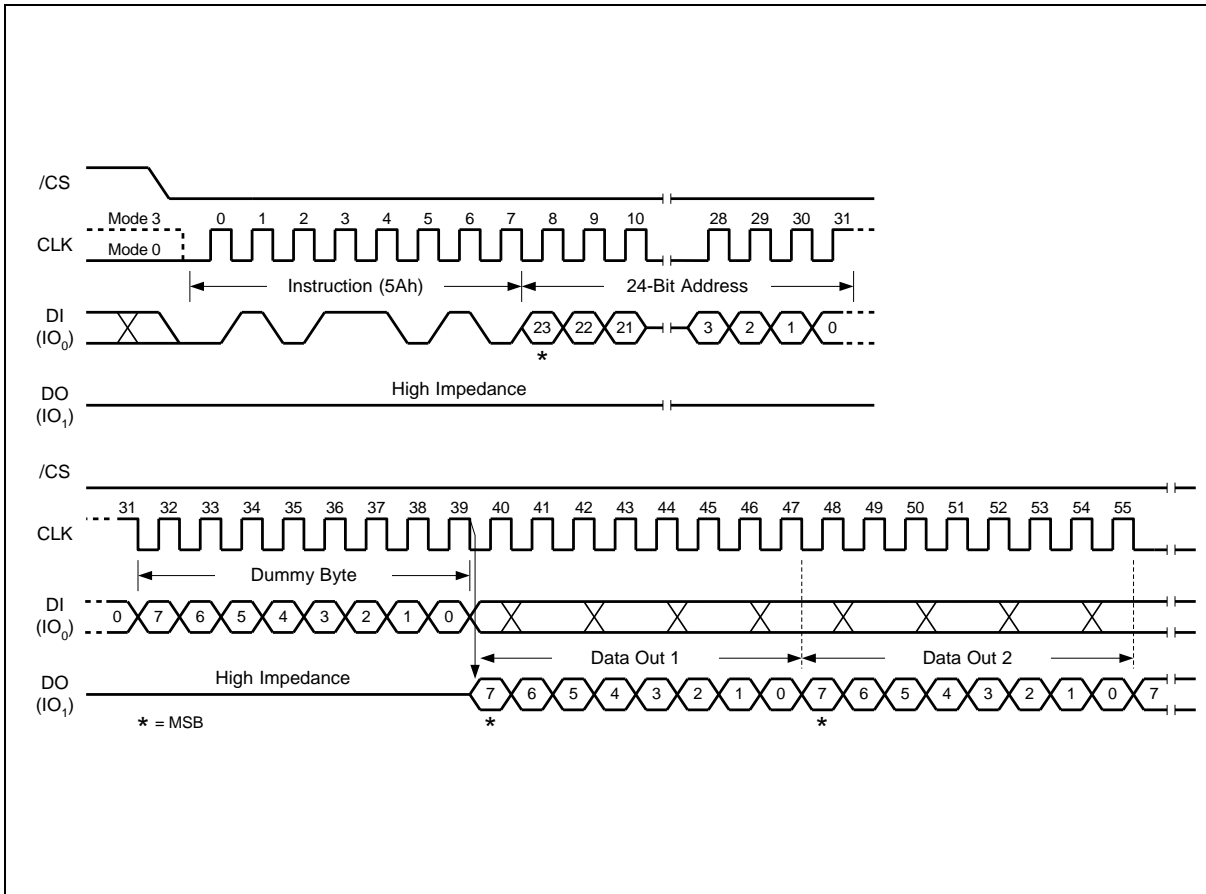 /CS
Mode 3
0 1 2 3 4 5 6 7 8 9 10 28 29 30 31
CLK
Mode 0
Instruction (5Ah)
24-Bit Address
DI
(IO0)
23 22 21 3 2 1 0
*
High Impedance
DO
(IO1)
/CS
31 32 33 34 35 36 37 38 39 40 41 42 43 44 45 46 47 48 49 50 51 52 53 54 55
CLK
Dummy Byte
DI
(IO0)
0 7 6 5 4 3 2 1 0
Data Out 1
Data Out 2
High Impedance
DO
(IO1)
7 6 5 4 3 2 1 0 7 6 5 4 3 2 1 0 7
* = MSB
* *